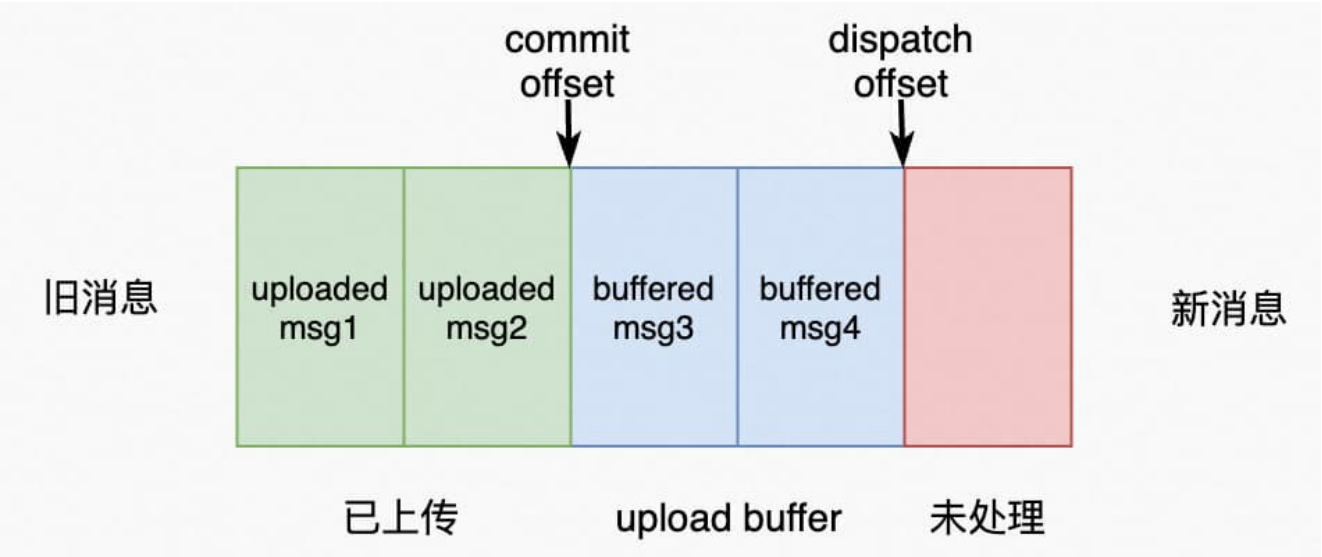 commit
offset
dispatch
offset
旧消息
uploaded
msg1
uploaded
msg2
buffered
msg3
buffered
msg4
新消息
已上传
upload buffer
未处理